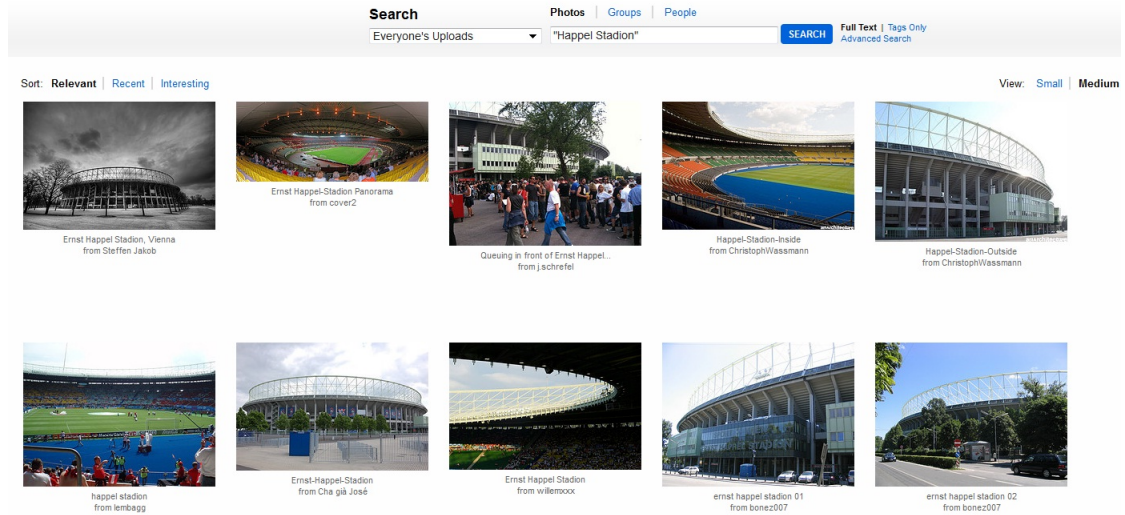 Search
Photos | Groups | People
Everyone's Uploads
"Happel Stadion"
SEARCH
Full Text | Tags Only
Advanced Search
Sort: Relevant | Recent | Interesting
View: Small | Medium
Ernst Happel Stadion, Vienna
from Steffen Jakob
Ernst Happel-Stadion Panorama
from cover2
Queuing in front of Ernst Happel...
from j.schrefel
Happel-Stadion-Inside
from ChristophWassmann
Happel-Stadion-Outside
from ChristophWassmann
happel stadion
from lembagg
Ernst-Happel-Stadion
from Cha già José
Ernst Happel Stadion
from willemxxx
STADION
ernst happel stadion 01
from bonez007
ernst happel stadion 02
from bonez007